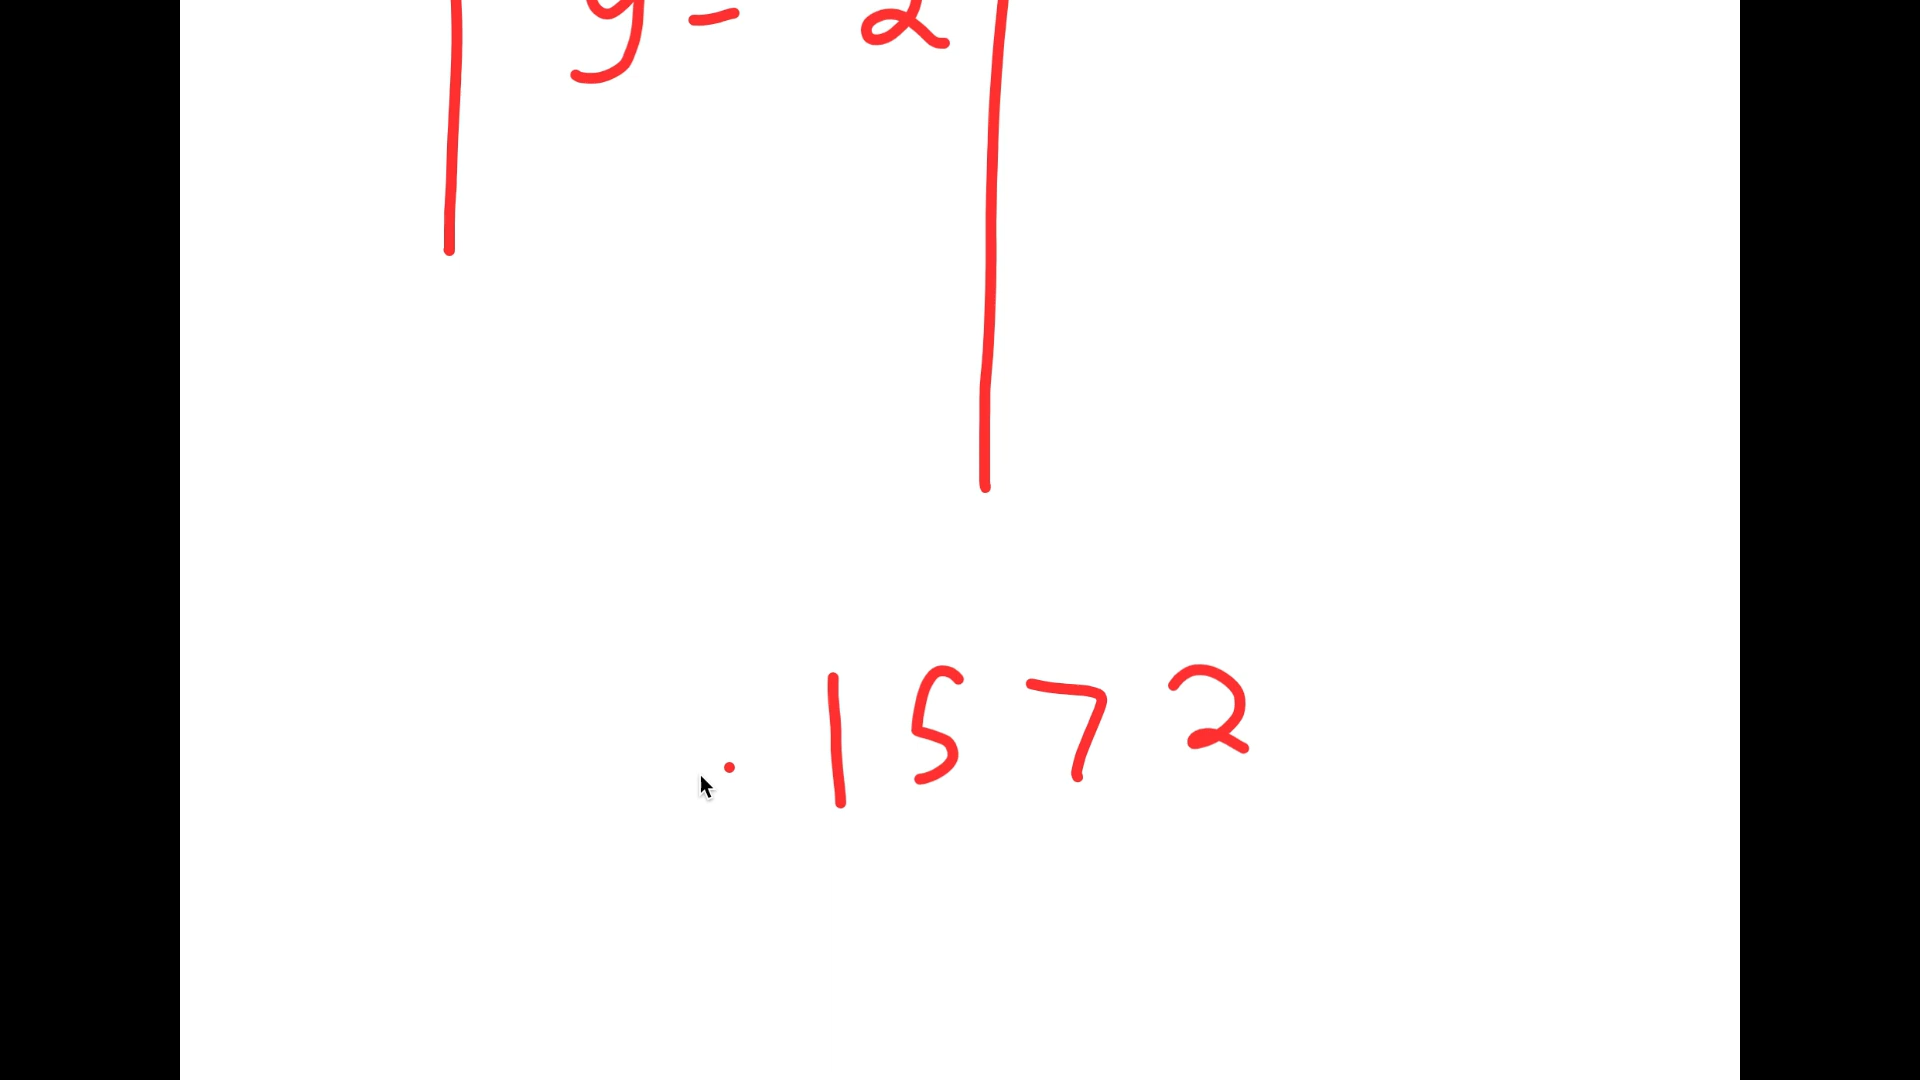 | y - 2 |
. 1572